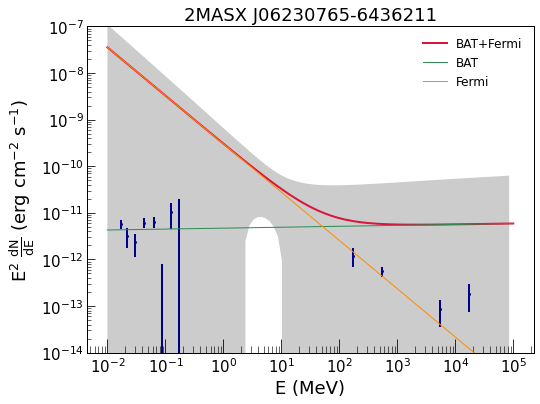 2MASX J06230765-6436211
BAT+Fermi
BAT
Fermi
E² dN/dE (erg cm⁻² s⁻¹)
10⁻⁷
10⁻⁸
10⁻⁹
10⁻¹⁰
10⁻¹¹
10⁻¹²
10⁻¹³
10⁻¹⁴
10⁻² 10⁻¹ 10⁰ 10¹ 10² 10³ 10⁴ 10⁵
E (MeV)